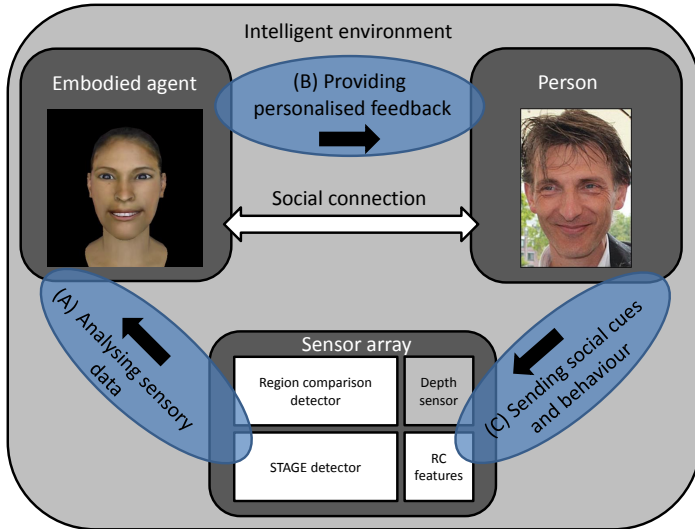 Intelligent environment
Embodied agent
(B) Providing
personalised feedback
Person
Social connection
(A) Analysing sensory
data
Sensor array
Region comparison
detector
Depth
sensor
STAGE detector
RC
features
(C) Sending social cues
and behaviour